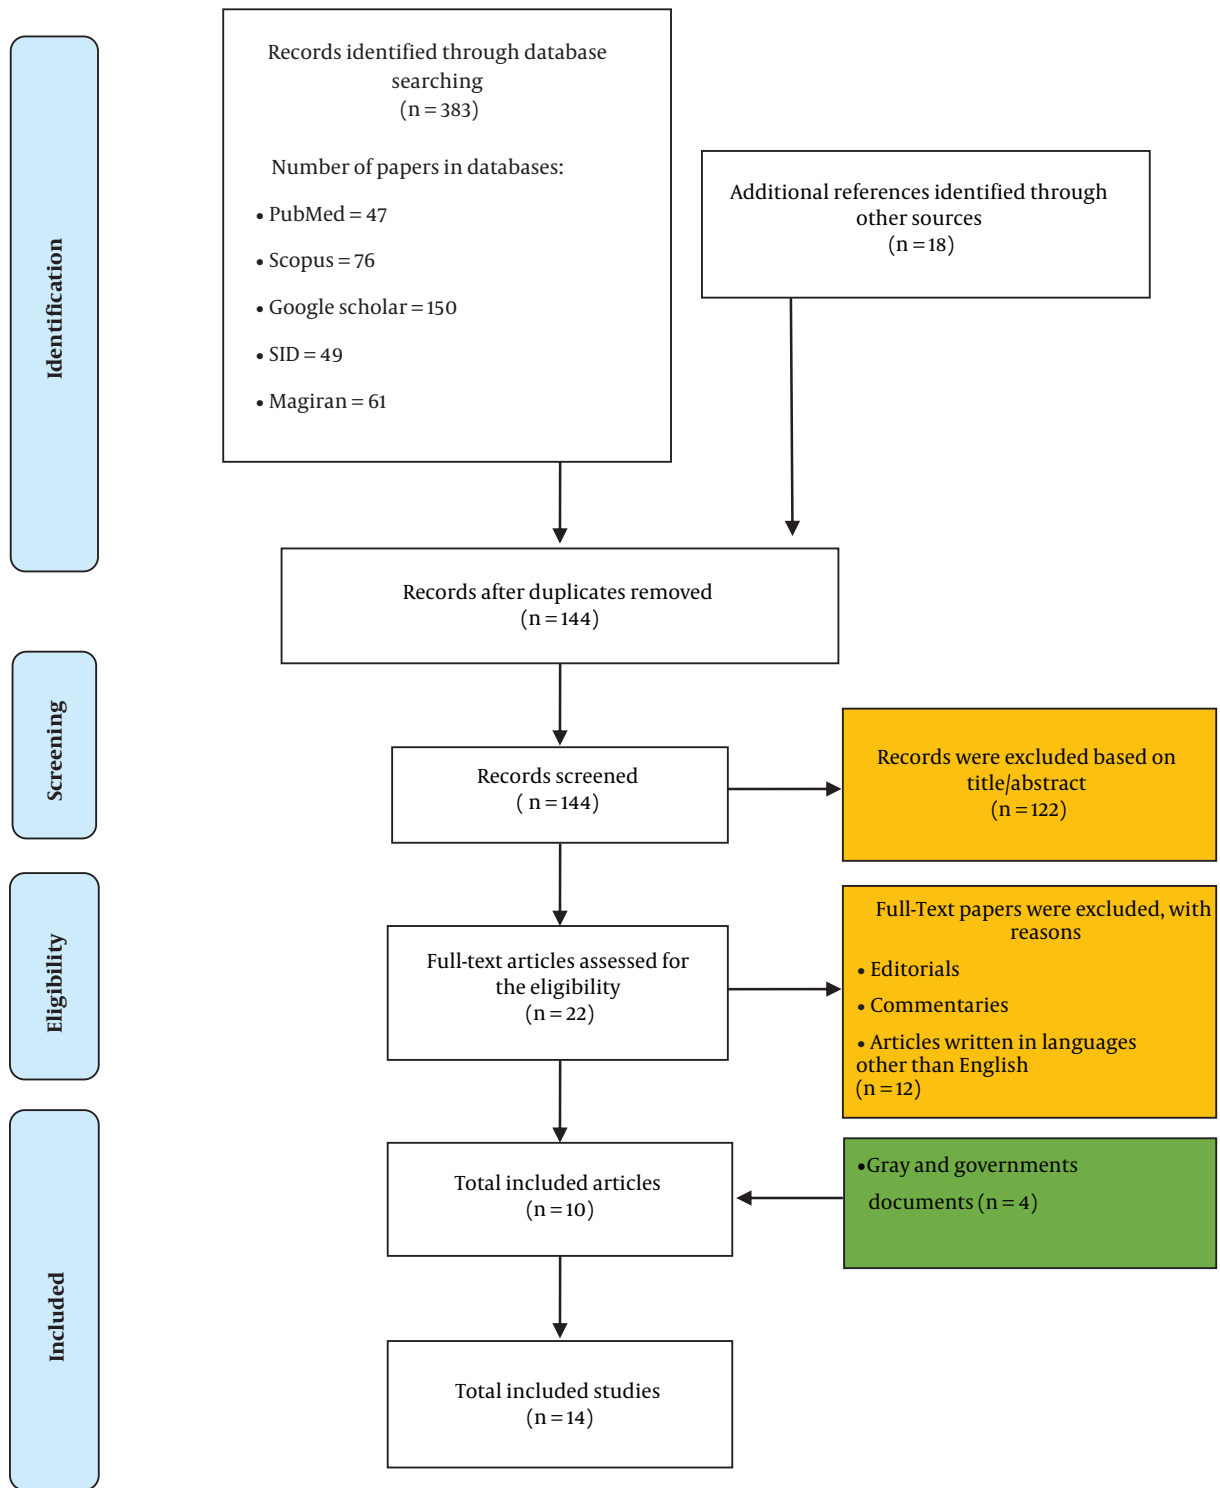 Identification
Records identified through database
searching
(n = 383)
Number of papers in databases:
• PubMed = 47
• Scopus = 76
• Google scholar = 150
• SID = 49
• Magiran = 61
Additional references identified through
other sources
(n = 18)
Records after duplicates removed
(n = 144)
Screening
Records screened
( n = 144)
Records were excluded based on
title/abstract
(n = 122)
Eligibility
Full-text articles assessed for
the eligibility
(n = 22)
Full-Text papers were excluded, with
reasons
• Editorials
• Commentaries
• Articles written in languages
other than English
(n = 12)
Included
Total included articles
(n = 10)
•Gray and governments
documents (n = 4)
Total included studies
(n = 14)